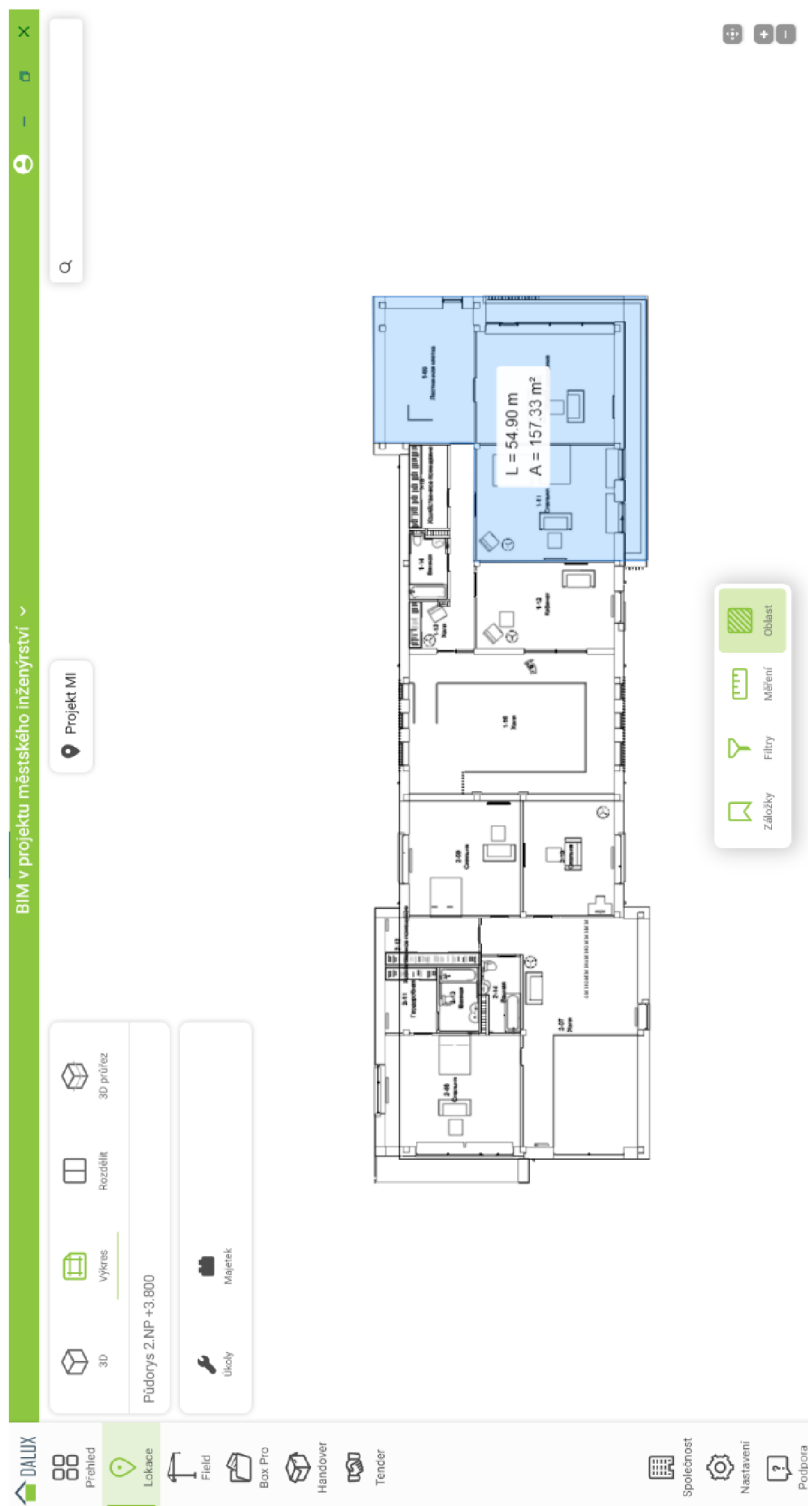 DALUX
BIM v projektu městského inženýrství
Přehled
Lokace
Field
Box Pro
Handover
Tender
Společnost
Nastavení
Podpora
3D
Výkres
Rozdělit
3D průřez
Půdorys 2.NP +3.800
Úkoly
Majetek
Projekt MI
L = 54.90 m
A = 157.33 m²
Záložky
Filtry
Měření
Oblast